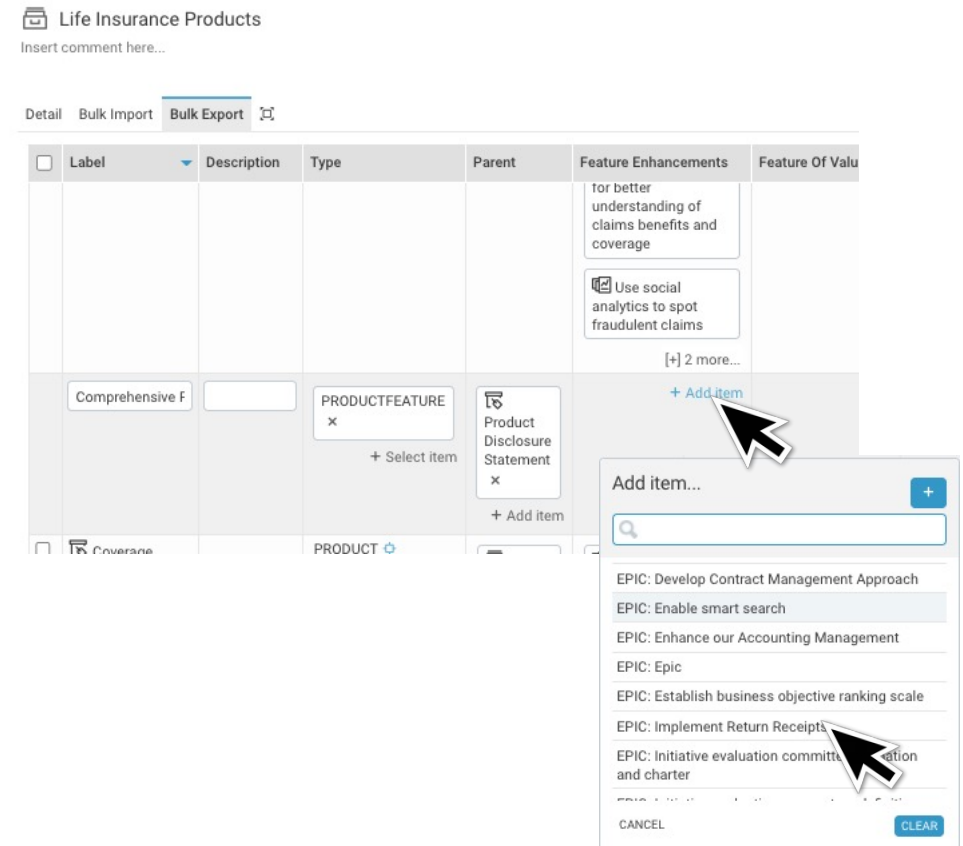 Life Insurance Products
Insert comment here...
Detail Bulk Import Bulk Export
Label Description Type Parent Feature Enhancements Feature Of Valu
for better
understanding of
claims benefits and
coverage
Use social
analytics to spot
fraudulent claims
[+] 2 more...
Comprehensive F
PRODUCTFEATURE
×
+ Select item
Product
Disclosure
Statement
×
+ Add item
+ Add item
Coverage
PRODUCT
Add item...
+
EPIC: Develop Contract Management Approach
EPIC: Enable smart search
EPIC: Enhance our Accounting Management
EPIC: Epic
EPIC: Establish business objective ranking scale
EPIC: Implement Return Receipts
EPIC: Initiative evaluation
and charter
CANCEL CLEAR